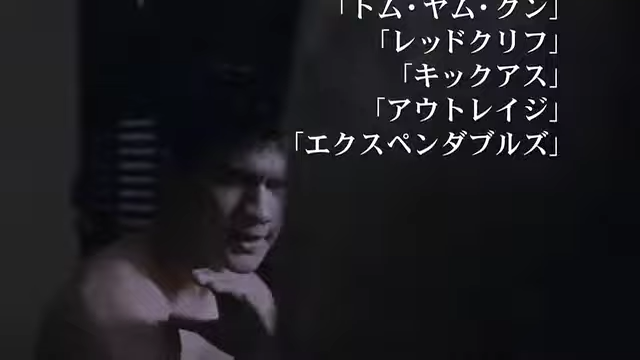 「トム・ヤム・クン」
「レッドクリフ」
「キックアス」
「アウトレイジ」
「エクスペンダブルズ」